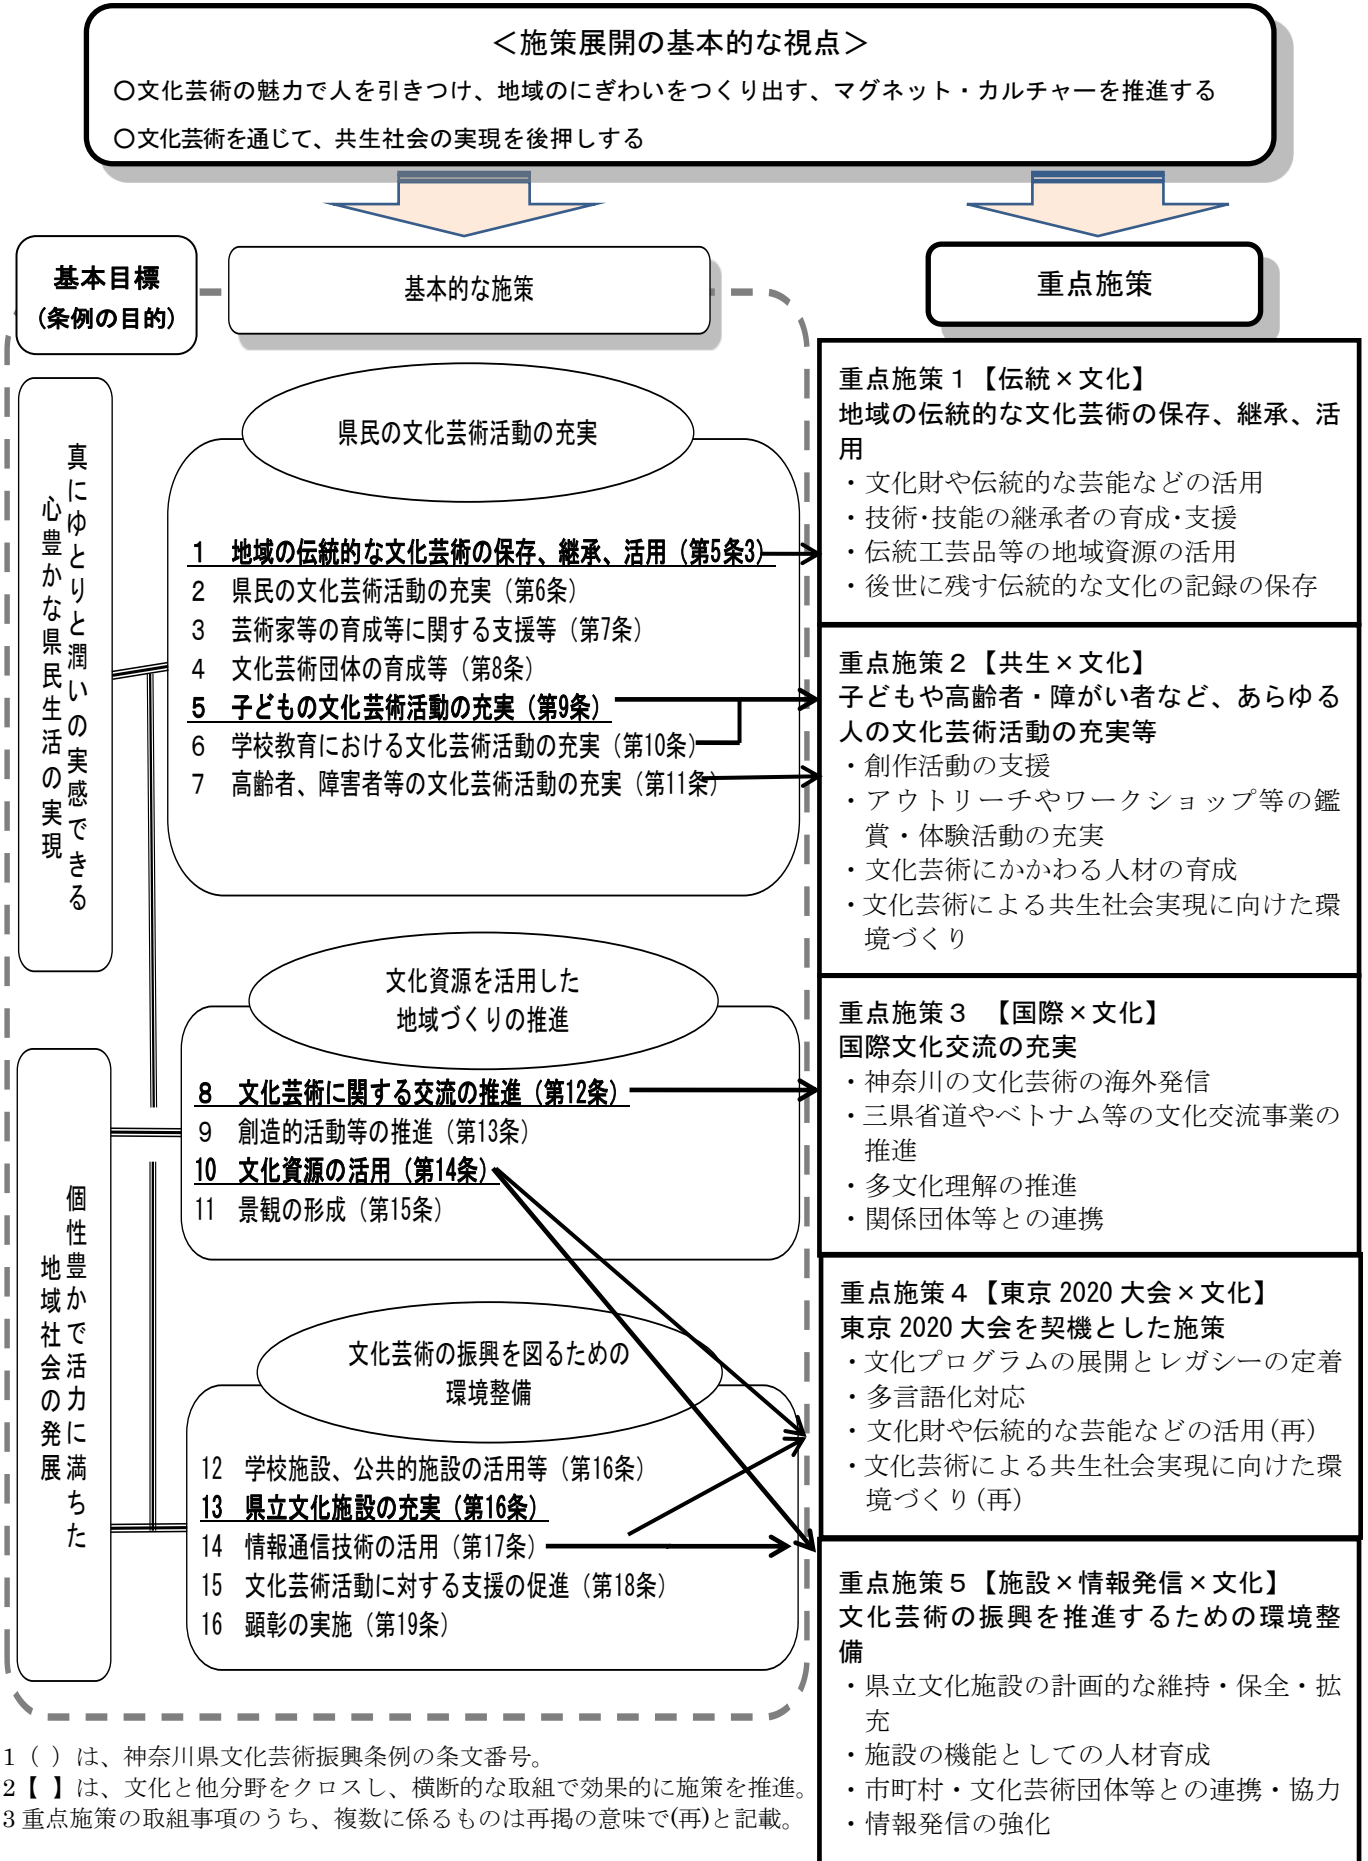 ＜施策展開の基本的な視点＞
○文化芸術の魅力で人を引きつけ、地域のにぎわいをつくり出す、マグネット・カルチャーを推進する
○文化芸術を通じて、共生社会の実現を後押しする
基本目標
(条例の目的)
基本的な施策
重点施策
真にゆとりと潤いの実感できる
心豊かな県民生活の実現
個性豊かで活力に満ちた
地域社会の発展
県民の文化芸術活動の充実
1 地域の伝統的な文化芸術の保存、継承、活用（第5条3）
2 県民の文化芸術活動の充実（第6条）
3 芸術家等の育成等に関する支援等（第7条）
4 文化芸術団体の育成等（第8条）
5 子どもの文化芸術活動の充実（第9条）
6 学校教育における文化芸術活動の充実（第10条）
7 高齢者、障害者等の文化芸術活動の充実（第11条）
文化資源を活用した
地域づくりの推進
8 文化芸術に関する交流の推進（第12条）
9 創造的活動等の推進（第13条）
10 文化資源の活用（第14条）
11 景観の形成（第15条）
文化芸術の振興を図るための
環境整備
12 学校施設、公共的施設の活用等（第16条）
13 県立文化施設の充実（第16条）
14 情報通信技術の活用（第17条）
15 文化芸術活動に対する支援の促進（第18条）
16 顕彰の実施（第19条）
重点施策１【伝統×文化】
地域の伝統的な文化芸術の保存、継承、活
用
・文化財や伝統的な芸能などの活用
・技術・技能の継承者の育成・支援
・伝統工芸品等の地域資源の活用
・後世に残す伝統的な文化の記録の保存
重点施策２【共生×文化】
子どもや高齢者・障がい者など、あらゆる
人の文化芸術活動の充実等
・創作活動の支援
・アウトリーチやワークショップ等の鑑
賞・体験活動の充実
・文化芸術にかかわる人材の育成
・文化芸術による共生社会実現に向けた環
境づくり
重点施策３ 【国際×文化】
国際文化交流の充実
・神奈川の文化芸術の海外発信
・三県省道やベトナム等の文化交流事業の
推進
・多文化理解の推進
・関係団体等との連携
重点施策４【東京 2020 大会×文化】
東京 2020 大会を契機とした施策
・文化プログラムの展開とレガシーの定着
・多言語化対応
・文化財や伝統的な芸能などの活用(再)
・文化芸術による共生社会実現に向けた環
境づくり(再)
重点施策５【施設×情報発信×文化】
文化芸術の振興を推進するための環境整
備
・県立文化施設の計画的な維持・保全・拡
充
・施設の機能としての人材育成
・市町村・文化芸術団体等との連携・協力
・情報発信の強化
1（ ）は、神奈川県文化芸術振興条例の条文番号。
2【 】は、文化と他分野をクロスし、横断的な取組で効果的に施策を推進。
3 重点施策の取組事項のうち、複数に係るものは再掲の意味で(再)と記載。